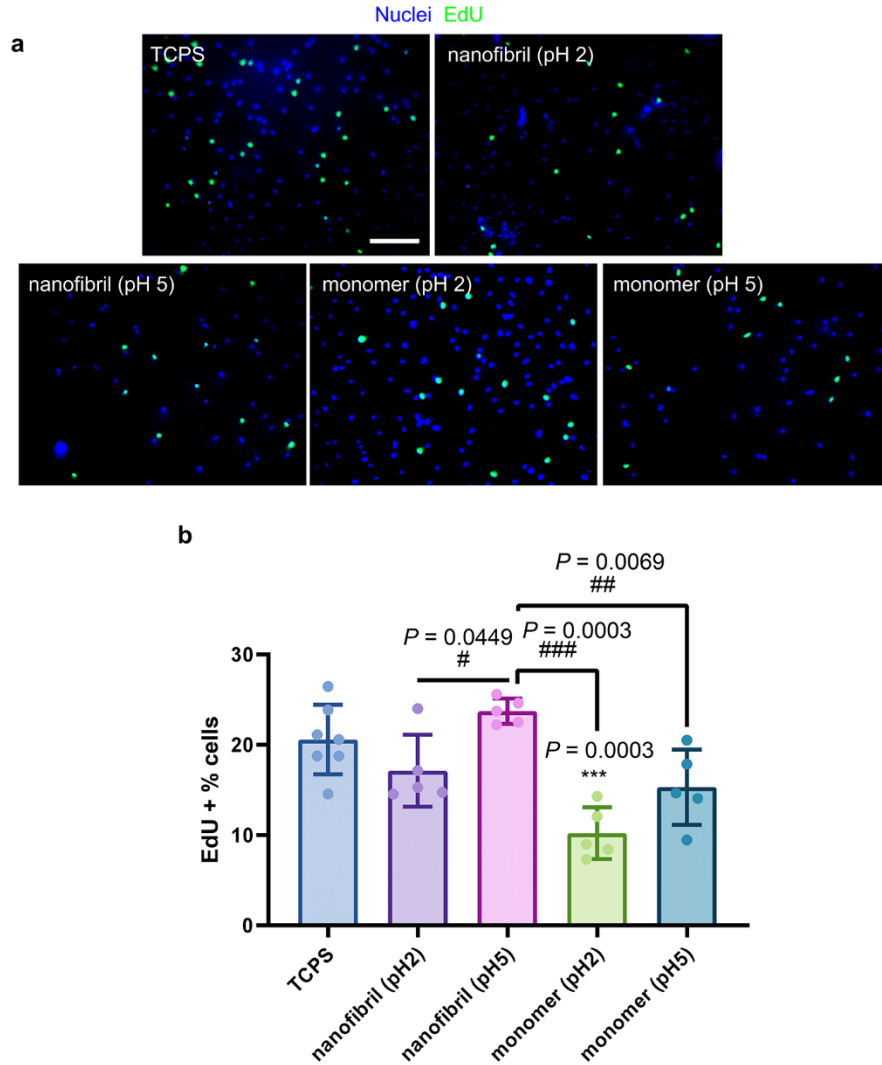 Nuclei EdU
a
TCPS
nanofibril (pH 2)
nanofibril (pH 5)
monomer (pH 2)
monomer (pH 5)
b
P = 0.0069
##
P = 0.0449
#
P = 0.0003
###
P = 0.0003
***
EdU + % cells
30
20
10
0
TCPS
nanofibril (pH2)
nanofibril (pH5)
monomer (pH2)
monomer (pH5)